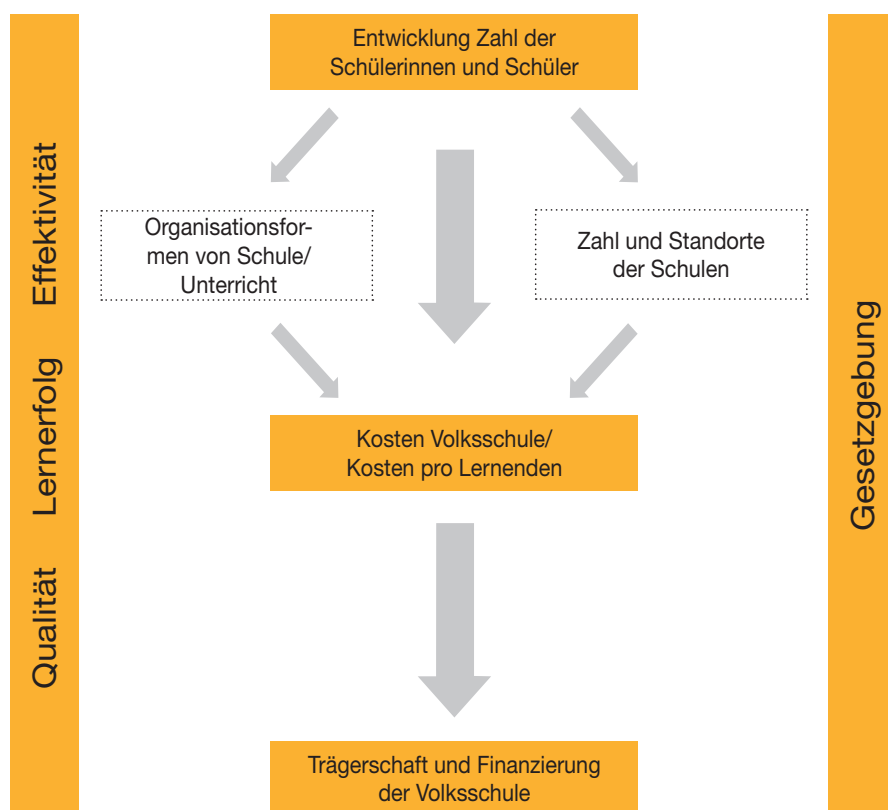 Entwicklung Zahl der
Schülerinnen und Schüler
Organisationsfor-
men von Schule/
Unterricht
Zahl und Standorte
der Schulen
Kosten Volksschule/
Kosten pro Lernenden
Trägerschaft und Finanzierung
der Volksschule
Qualität Lernerfolg Effektivität
Gesetzgebung